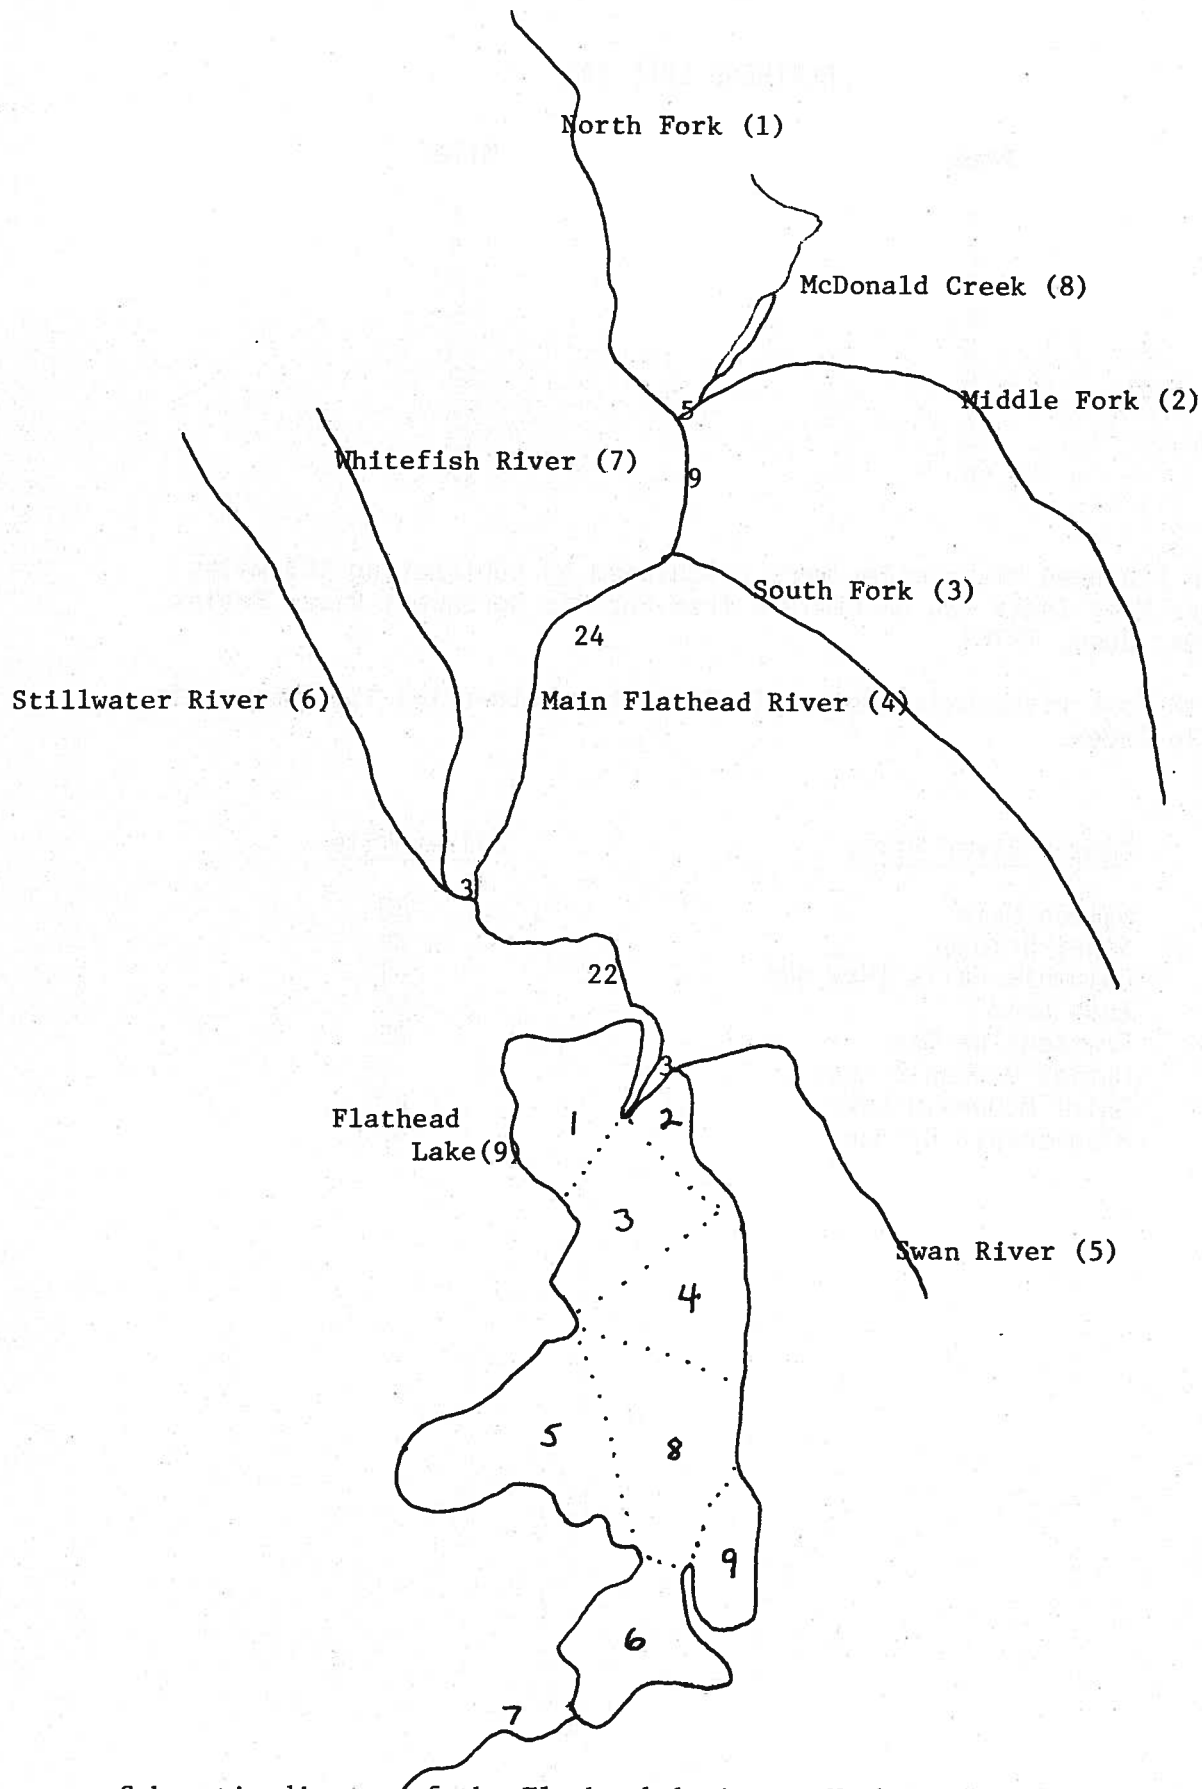 North Fork (1)
McDonald Creek (8)
Middle Fork (2)
5
Whitefish River (7)
9
South Fork (3)
24
Stillwater River (6)
Main Flathead River (4)
3
22
3
Flathead
Lake(9)
1
2
3
Swan River (5)
4
5
8
9
6
7